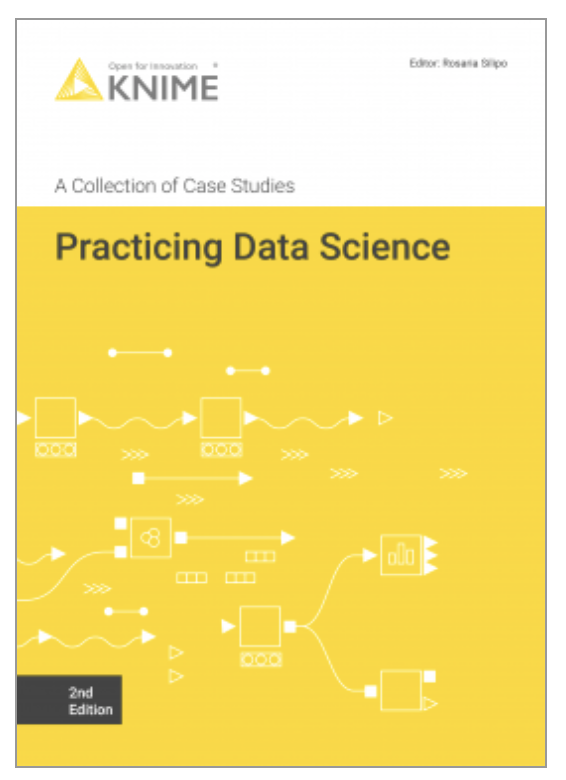 Open for Innovation ®
KNIME
Editor: Rosaria Silipo
A Collection of Case Studies
Practicing Data Science
2nd
Edition